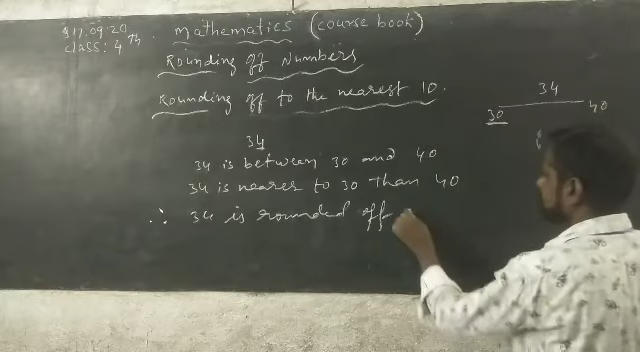 17.09.20
class: 4th
Mathematics (course book)
Rounding off Numbers
Rounding off to the nearest 10.
34
30 40
34
34 is between 30 and 40
34 is nearer to 30 than 40
∴ 34 is rounded off